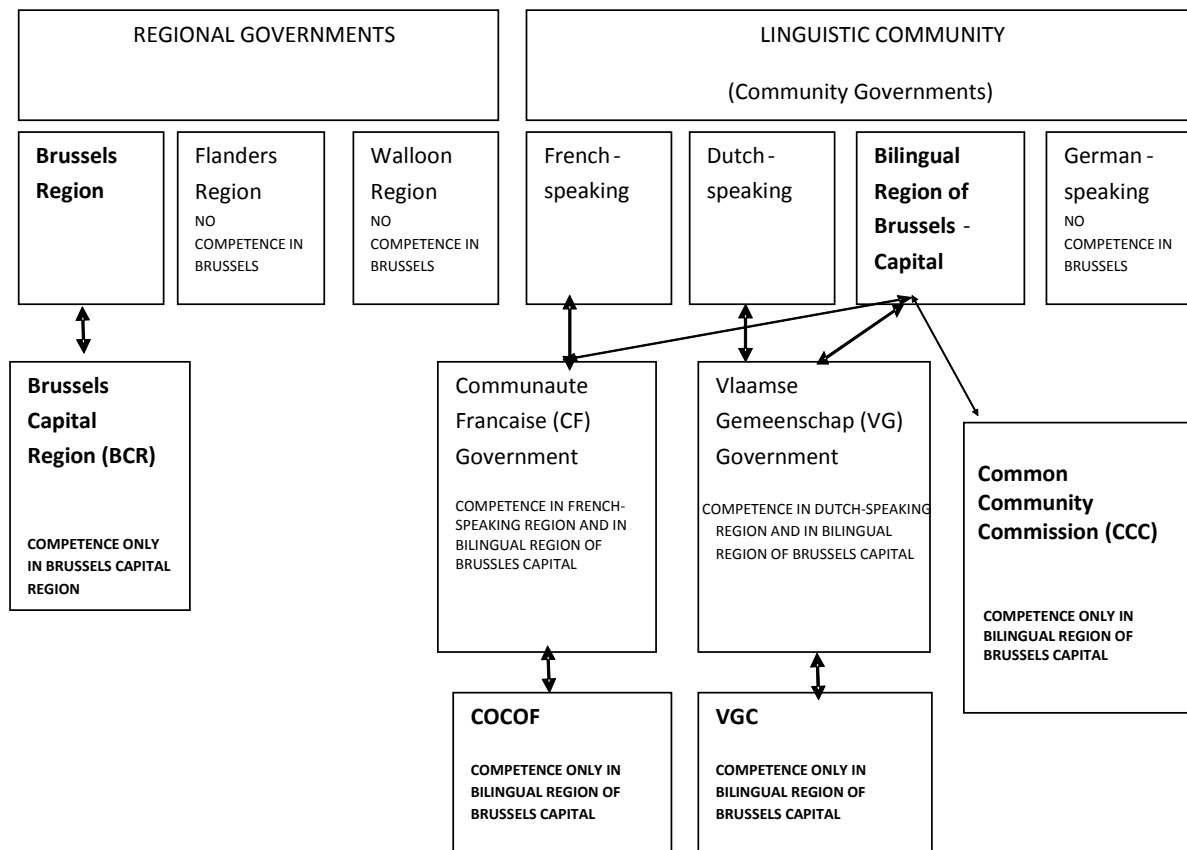 REGIONAL GOVERNMENTS
LINGUISTIC COMMUNITY
(Community Governments)
Brussels
Region
Flanders
Region
NO
COMPETENCE IN
BRUSSELS
Walloon
Region
NO
COMPETENCE IN
BRUSSELS
French -
speaking
Dutch -
speaking
Bilingual
Region of
Brussels -
Capital
German -
speaking
NO
COMPETENCE IN
BRUSSELS
Brussels
Capital
Region (BCR)
COMPETENCE ONLY
IN BRUSSELS CAPITAL
REGION
Communaute
Francaise (CF)
Government
COMPETENCE IN FRENCH-
SPEAKING REGION AND IN
BILINGUAL REGION OF
BRUSSLES CAPITAL
Vlaamse
Gemeenschap (VG)
Government
COMPETENCE IN DUTCH-SPEAKING
REGION AND IN BILINGUAL
REGION OF BRUSSELS CAPITAL
Common
Community
Commission (CCC)
COMPETENCE ONLY IN
BILINGUAL REGION OF
BRUSSELS CAPITAL
COCOF
COMPETENCE ONLY IN
BILINGUAL REGION OF
BRUSSELS CAPITAL
VGC
COMPETENCE ONLY IN
BILINGUAL REGION OF
BRUSSELS CAPITAL